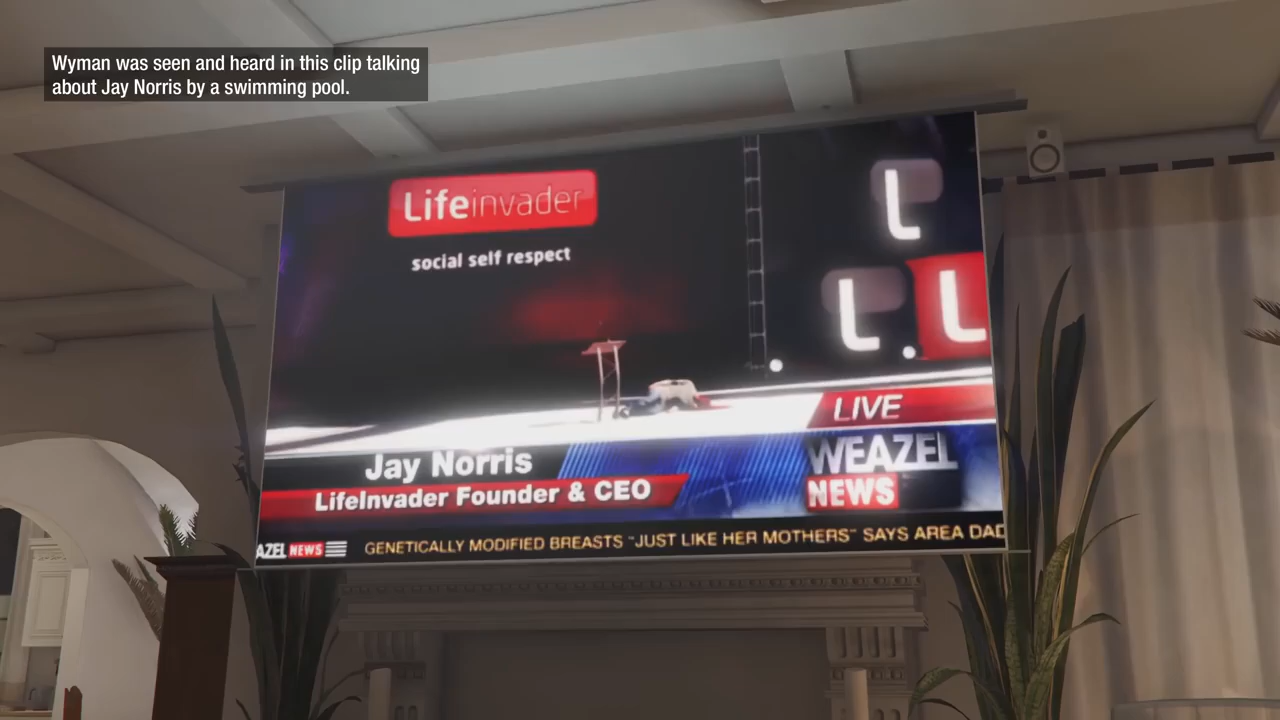 Wyman was seen and heard in this clip talking
about Jay Norris by a swimming pool.
Lifeinvader
social self respect
L
L. L
LIVE
Jay Norris
LifeInvader Founder & CEO
WEAZEL
NEWS
AZEL NEWS GENETICALLY MODIFIED BREASTS "JUST LIKE HER MOTHERS" SAYS AREA DAD